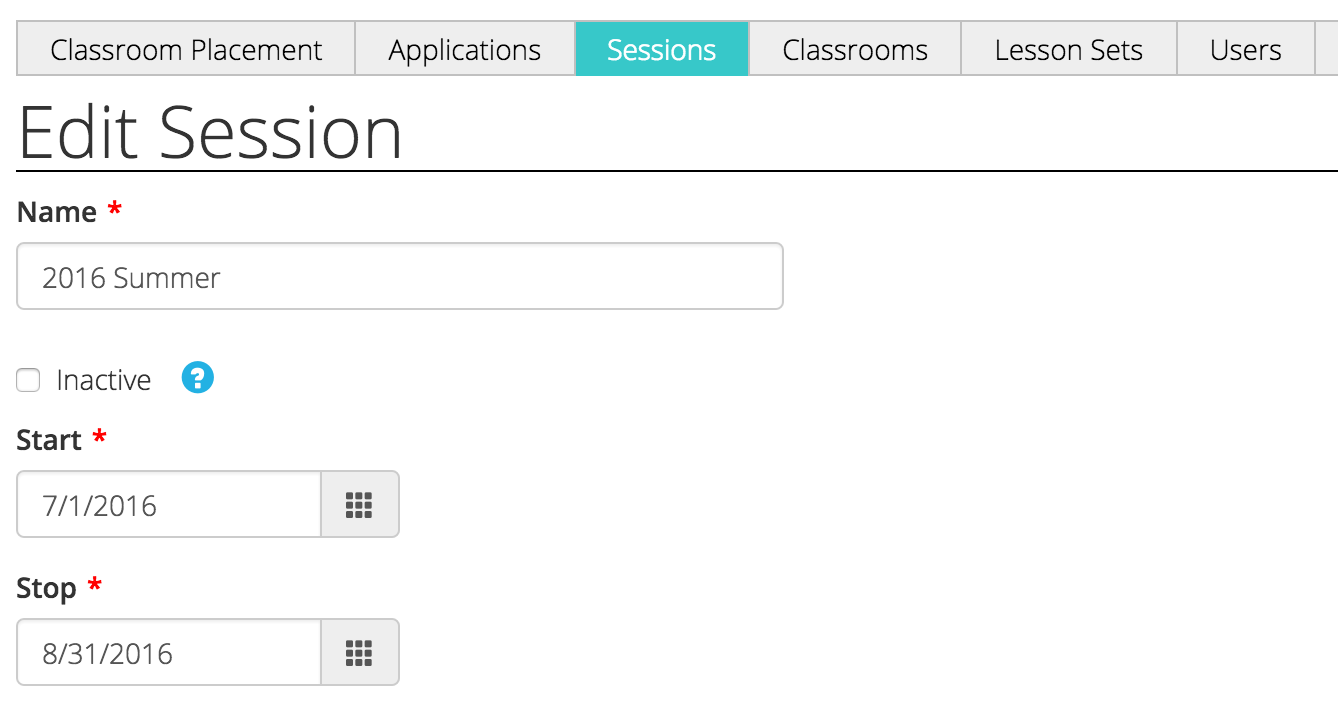 Classroom Placement Applications Sessions Classrooms Lesson Sets Users
Edit Session
Name *
2016 Summer
Inactive ?
Start *
7/1/2016
Stop *
8/31/2016